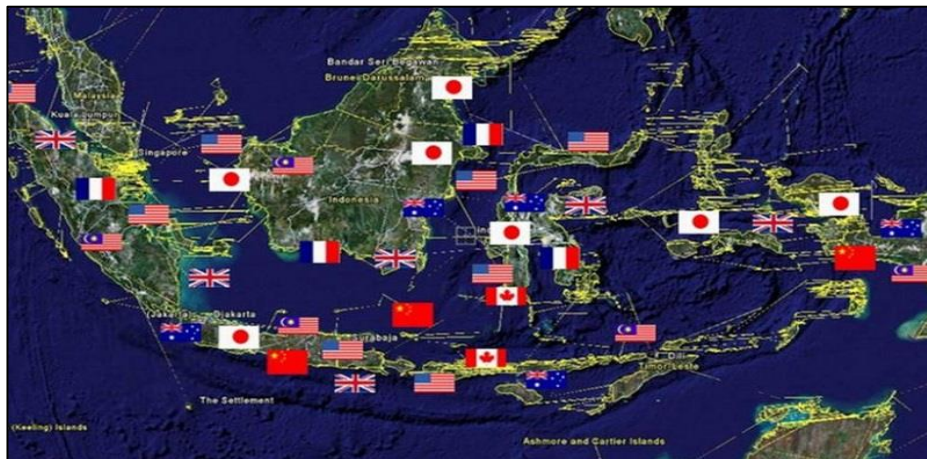 Bandar Seri Begawan
Brunei Darussalam
Malaysia
Kuala Lumpur
Singapore
Indonesia
(Jakarta) Djakarta
Surabaja
Dili
Timor-Leste
The Settlement
(Keeling) Islands
Ashmore and Cartier Islands